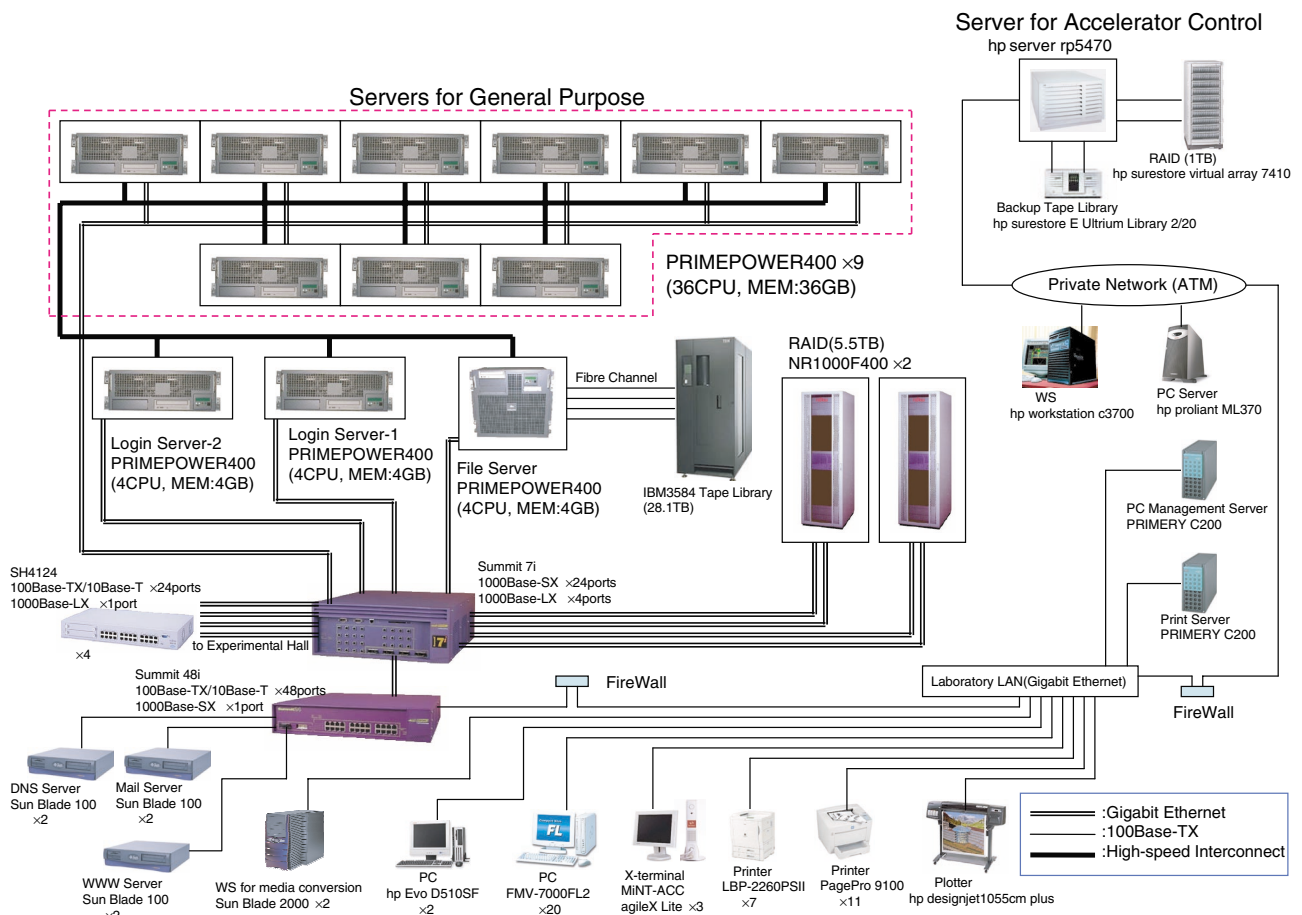 Server for Accelerator Control
hp server rp5470
RAID (1TB)
hp surestore virtual array 7410
Backup Tape Library
hp surestore E Ultrium Library 2/20
Servers for General Purpose
PRIMEPOWER400 ×9
(36CPU, MEM:36GB)
Private Network (ATM)
WS
hp workstation c3700
PC Server
hp proliant ML370
Login Server-2
PRIMEPOWER400
(4CPU, MEM:4GB)
Login Server-1
PRIMEPOWER400
(4CPU, MEM:4GB)
File Server
PRIMEPOWER400
(4CPU, MEM:4GB)
Fibre Channel
IBM3584 Tape Library
(28.1TB)
RAID(5.5TB)
NR1000F400 ×2
PC Management Server
PRIMERY C200
Print Server
PRIMERY C200
SH4124
100Base-TX/10Base-T ×24ports
1000Base-LX ×1port
×4
to Experimental Hall
Summit 7i
1000Base-SX ×24ports
1000Base-LX ×4ports
Summit 48i
100Base-TX/10Base-T ×48ports
1000Base-SX ×1port
FireWall
Laboratory LAN(Gigabit Ethernet)
FireWall
DNS Server
Sun Blade 100
×2
Mail Server
Sun Blade 100
×2
WWW Server
Sun Blade 100
WS for media conversion
Sun Blade 2000 ×2
PC
hp Evo D510SF
×2
FL
PC
FMV-7000FL2
×20
X-terminal
MiNT-ACC
agileX Lite ×3
Printer
LBP-2260PSII
×7
Printer
PagePro 9100
×11
Plotter
hp designjet1055cm plus
:Gigabit Ethernet
:100Base-TX
:High-speed Interconnect